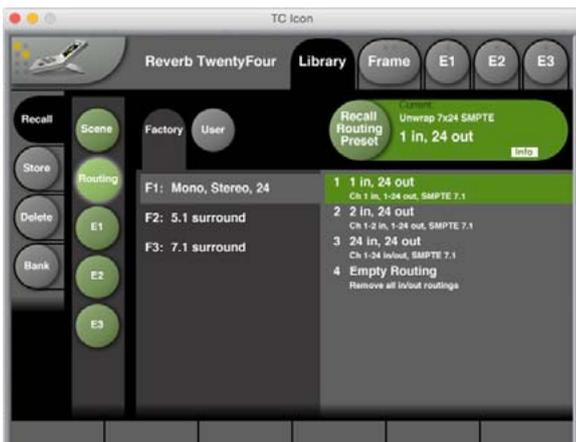 TC Icon
Reverb TwentyFour
Library
Frame
E1
E2
E3
Recall
Store
Delete
Bank
Scene
Routing
E1
E2
E3
Factory
User
Recall
Routing
Preset
Current:
Unwrap 7x24 SMPTE
1 in, 24 out
Info
F1: Mono, Stereo, 24
F2: 5.1 surround
F3: 7.1 surround
1 1 in, 24 out
Ch 1 in, 1-24 out, SMPTE 7.1
2 2 in, 24 out
Ch 1-2 in, 1-24 out, SMPTE 7.1
3 24 in, 24 out
Ch 1-24 in/out, SMPTE 7.1
4 Empty Routing
Remove all in/out routings